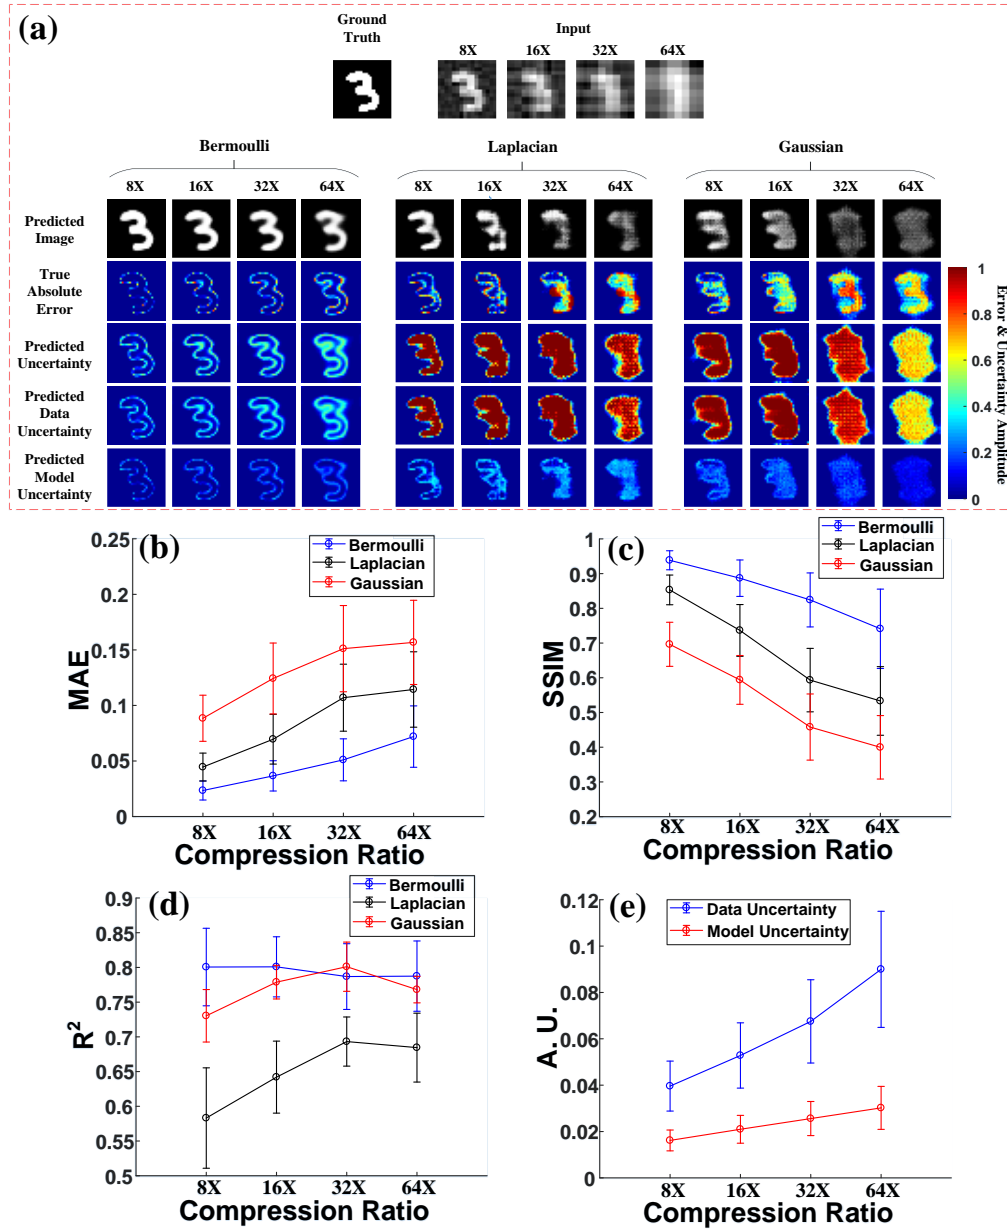 (a)
Ground
Truth
Input
8X 16X 32X 64X
Bermoulli Laplacian Gaussian
8X 16X 32X 64X 8X 16X 32X 64X 8X 16X 32X 64X
Predicted
Image
True
Absolute
Error
Predicted
Uncertainty
Predicted
Data
Uncertainty
Predicted
Model
Uncertainty
1
0.8
0.6
0.4
0.2
0
Error & Uncertainty Amplitude
(b)
Bermoulli
Laplacian
Gaussian
0.25
0.2
0.15
0.1
0.05
0
MAE
8X 16X 32X 64X
Compression Ratio
(c)
Bermoulli
Laplacian
Gaussian
1
0.9
0.8
0.7
0.6
0.5
0.4
0.3
0.2
SSIM
8X 16X 32X 64X
Compression Ratio
(d)
Bermoulli
Laplacian
Gaussian
0.9
0.85
0.8
0.75
0.7
0.65
0.6
0.55
0.5
R²
8X 16X 32X 64X
Compression Ratio
(e)
Data Uncertainty
Model Uncertainty
0.12
0.1
0.08
0.06
0.04
0.02
0
A. U.
8X 16X 32X 64X
Compression Ratio